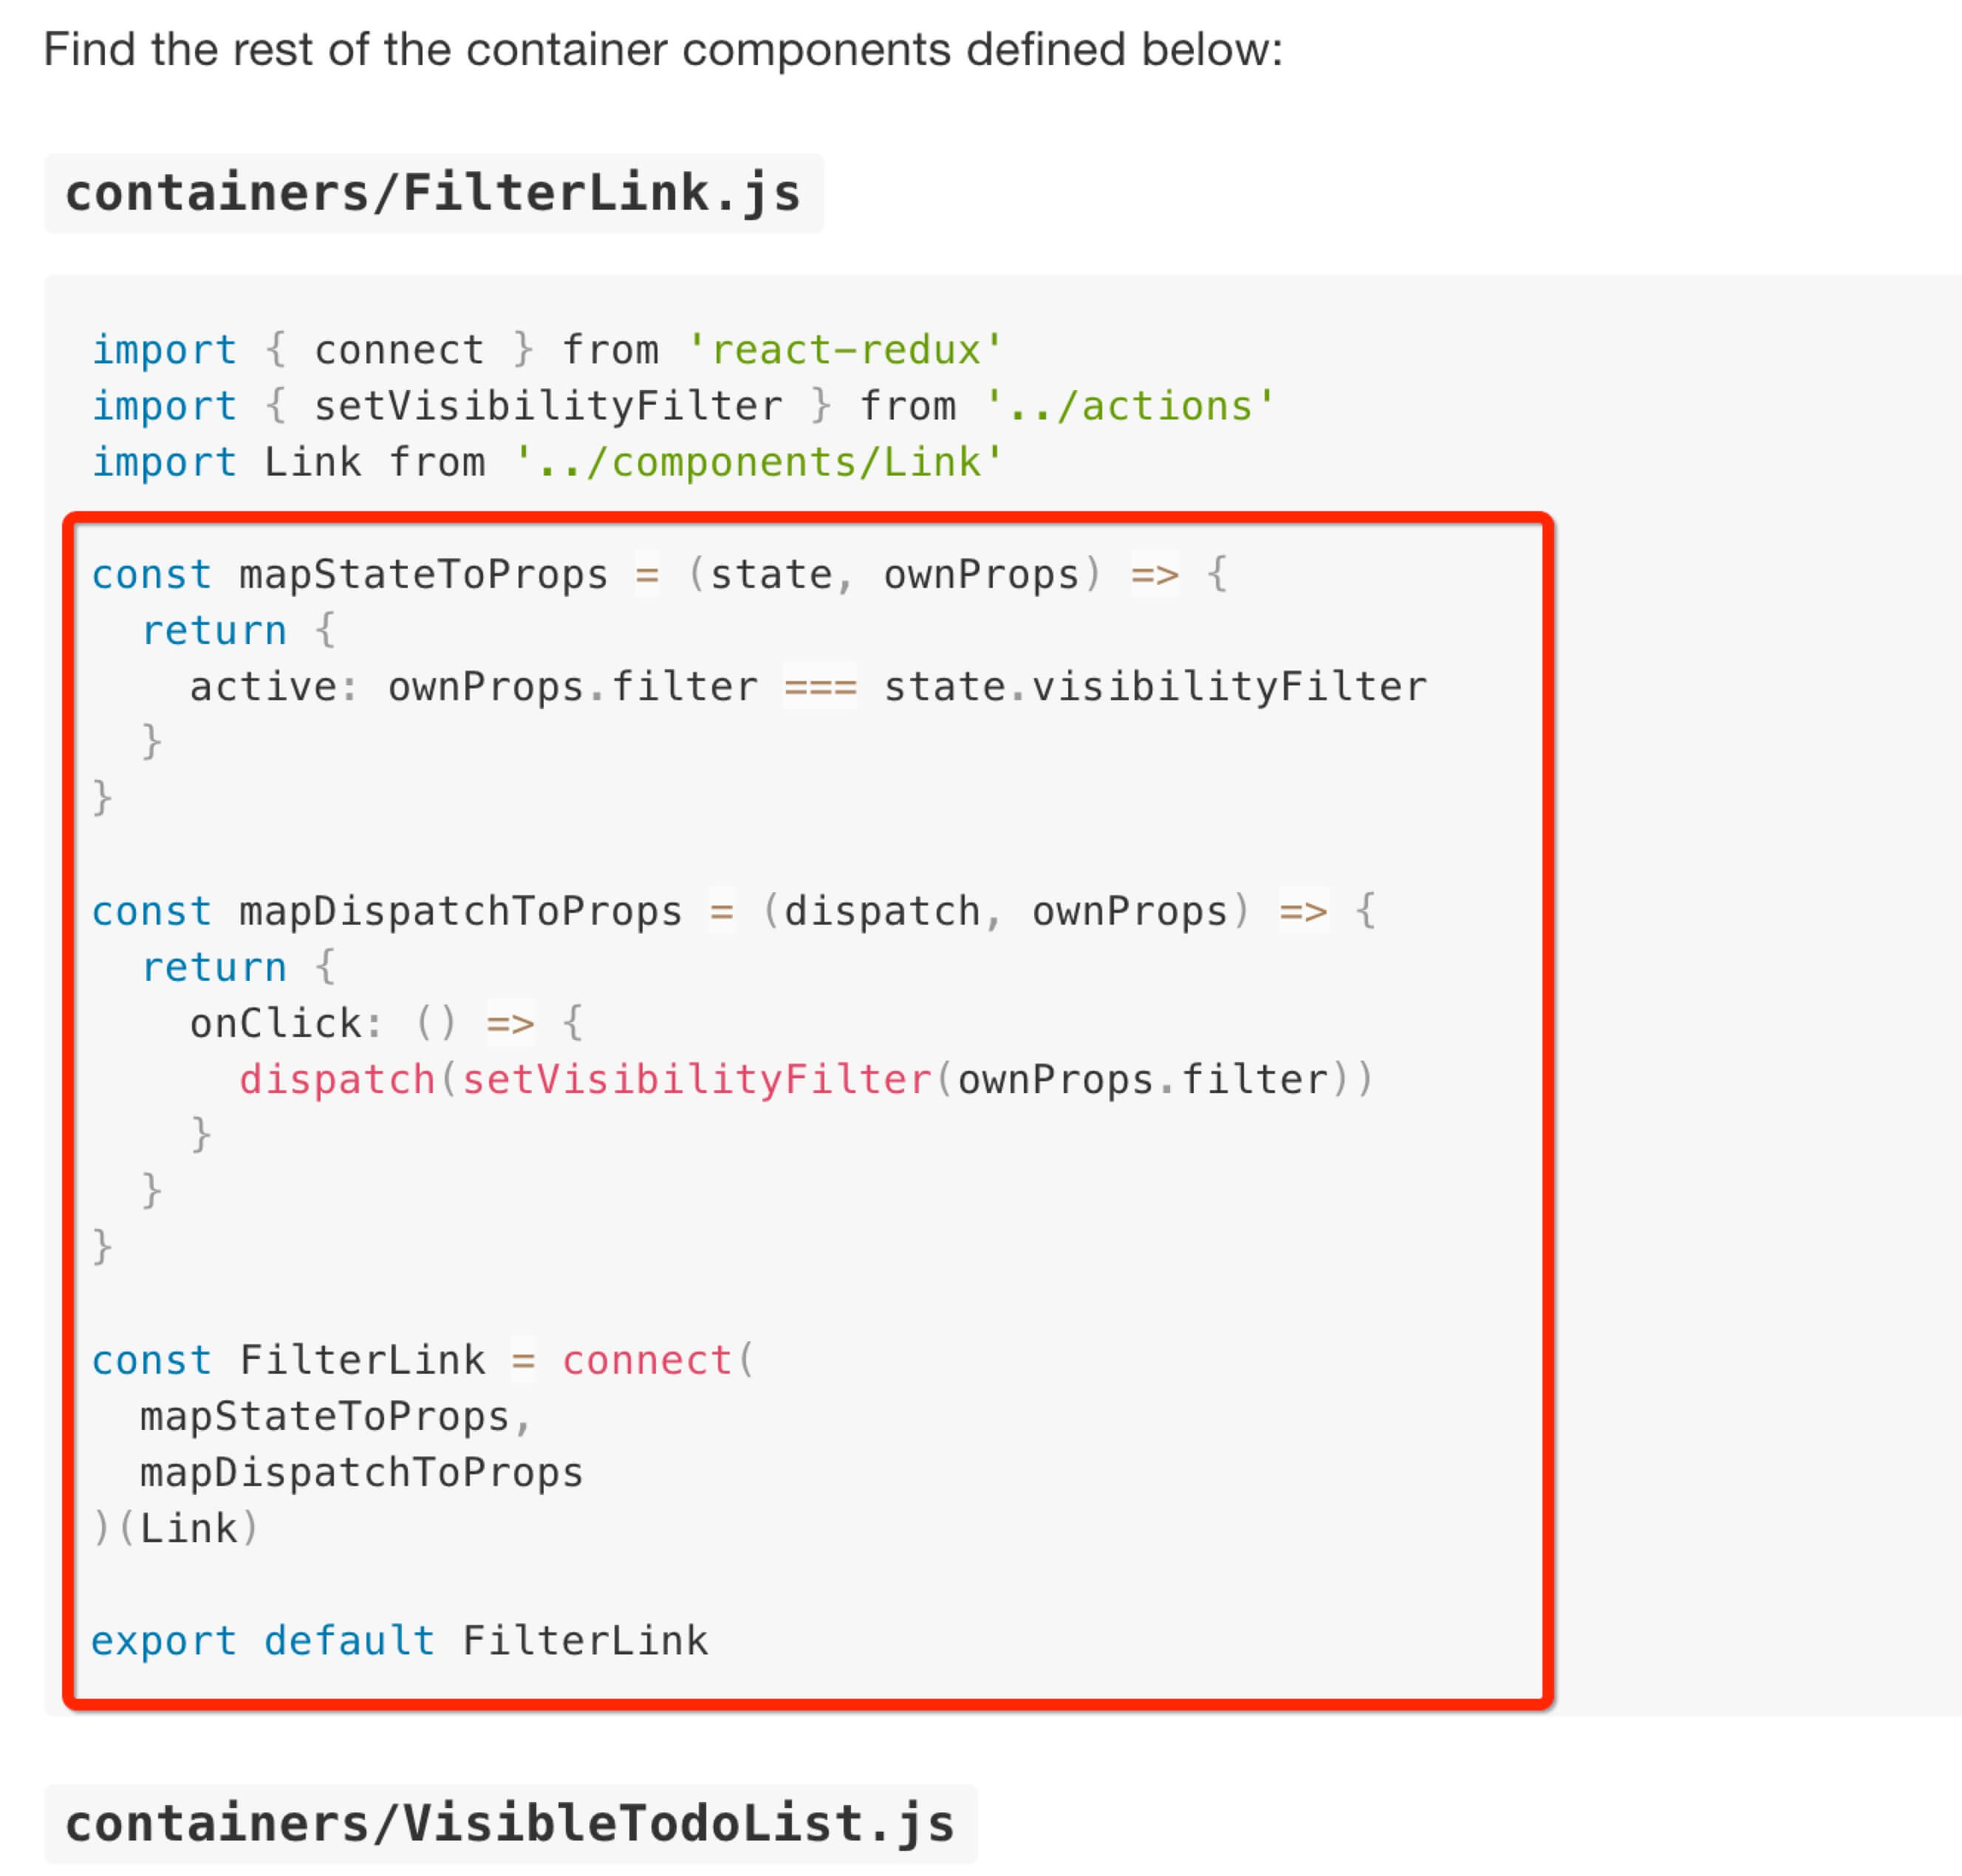 Find the rest of the container components defined below:
containers/FilterLink.js
import { connect } from 'react-redux'
import { setVisibilityFilter } from '../actions'
import Link from '../components/Link'
const mapStateToProps = (state, ownProps) => {
  return {
    active: ownProps.filter === state.visibilityFilter
  }
}
const mapDispatchToProps = (dispatch, ownProps) => {
  return {
    onClick: () => {
      dispatch(setVisibilityFilter(ownProps.filter))
    }
  }
}
const FilterLink = connect(
  mapStateToProps,
  mapDispatchToProps
)(Link)
export default FilterLink
containers/VisibleTodoList.js